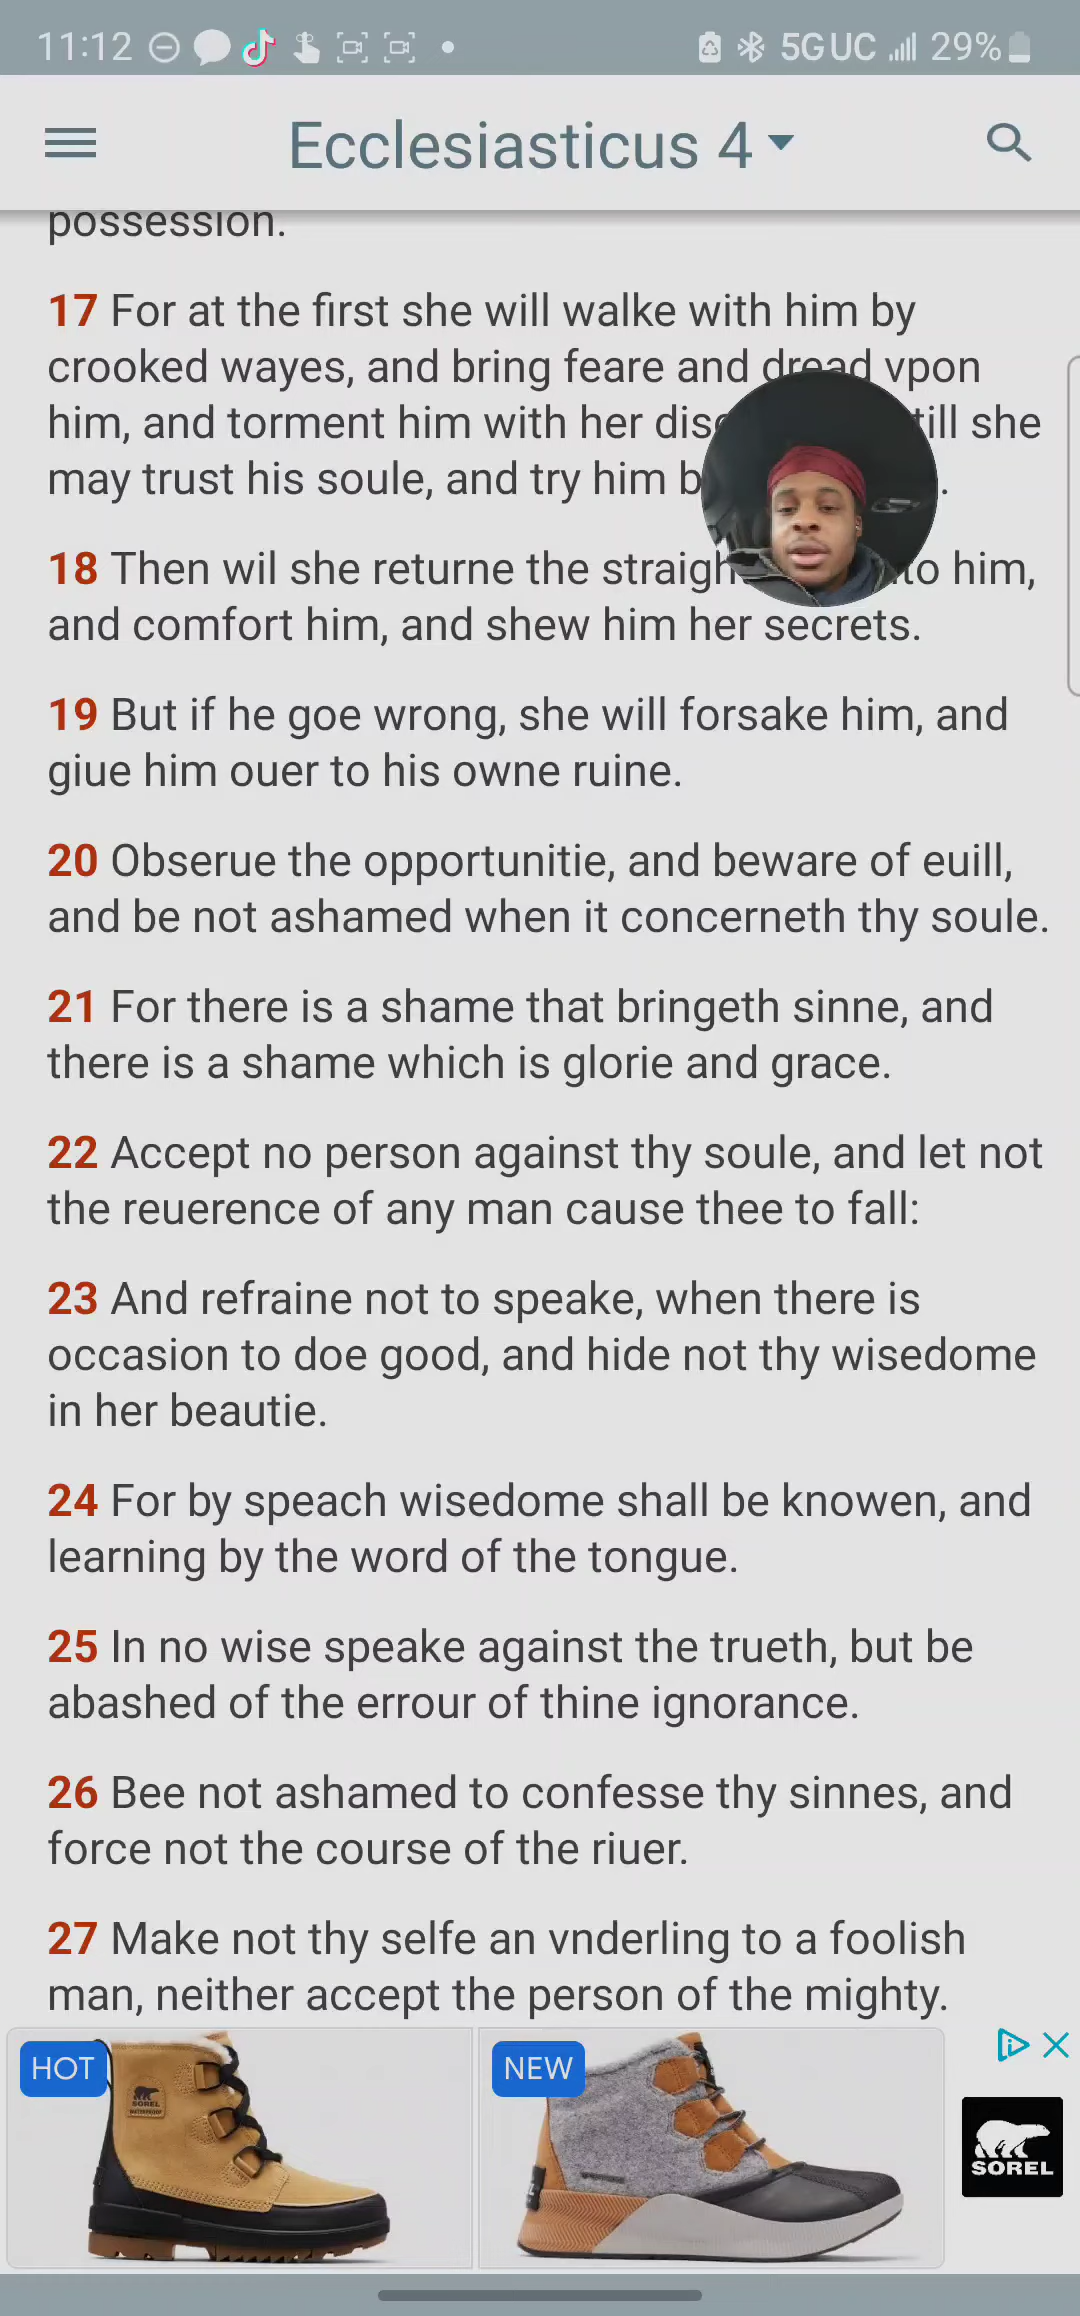 11:12 5G UC 29%
Ecclesiasticus 4
possession.
17 For at the first she will walke with him by
crooked wayes, and bring feare and dread vpon
him, and torment him with her till she
may trust his soule, and try him
18 Then wil she returne the him,
and comfort him, and shew him her secrets.
19 But if he goe wrong, she will forsake him, and
giue him ouer to his owne ruine.
20 Obserue the opportunitie, and beware of euill,
and be not ashamed when it concerneth thy soule.
21 For there is a shame that bringeth sinne, and
there is a shame which is glorie and grace.
22 Accept no person against thy soule, and let not
the reuerence of any man cause thee to fall:
23 And refraine not to speake, when there is
occasion to doe good, and hide not thy wisedome
in her beautie.
24 For by speach wisedome shall be knowen, and
learning by the word of the tongue.
25 In no wise speake against the trueth, but be
abashed of the errour of thine ignorance.
26 Bee not ashamed to confesse thy sinnes, and
force not the course of the riuer.
27 Make not thy selfe an vnderling to a foolish
man, neither accept the person of the mighty.
HOT
NEW
SOREL
WATERPROOF
SOREL